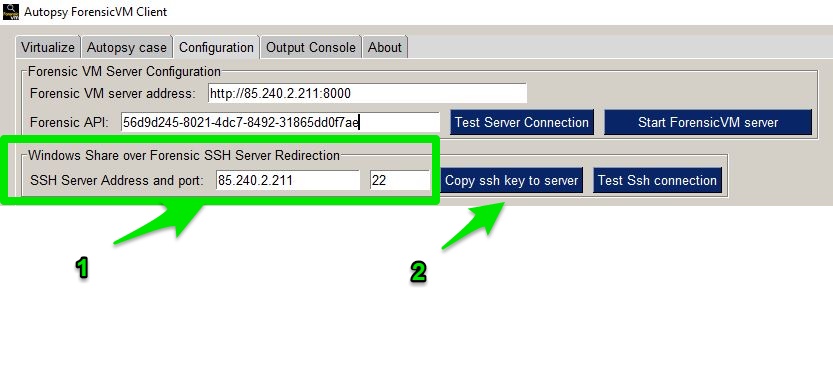 Autopsy ForensicVM Client
Virtualize Autopsy case Configuration Output Console About
Forensic VM Server Configuration
Forensic VM server address: http://85.240.2.211:8000
Forensic API: 56d9d245-8021-4dc7-8492-31865dd0f7ae Test Server Connection Start ForensicVM server
Windows Share over Forensic SSH Server Redirection
SSH Server Address and port: 85.240.2.211 22 Copy ssh key to server Test Ssh connection
1
2